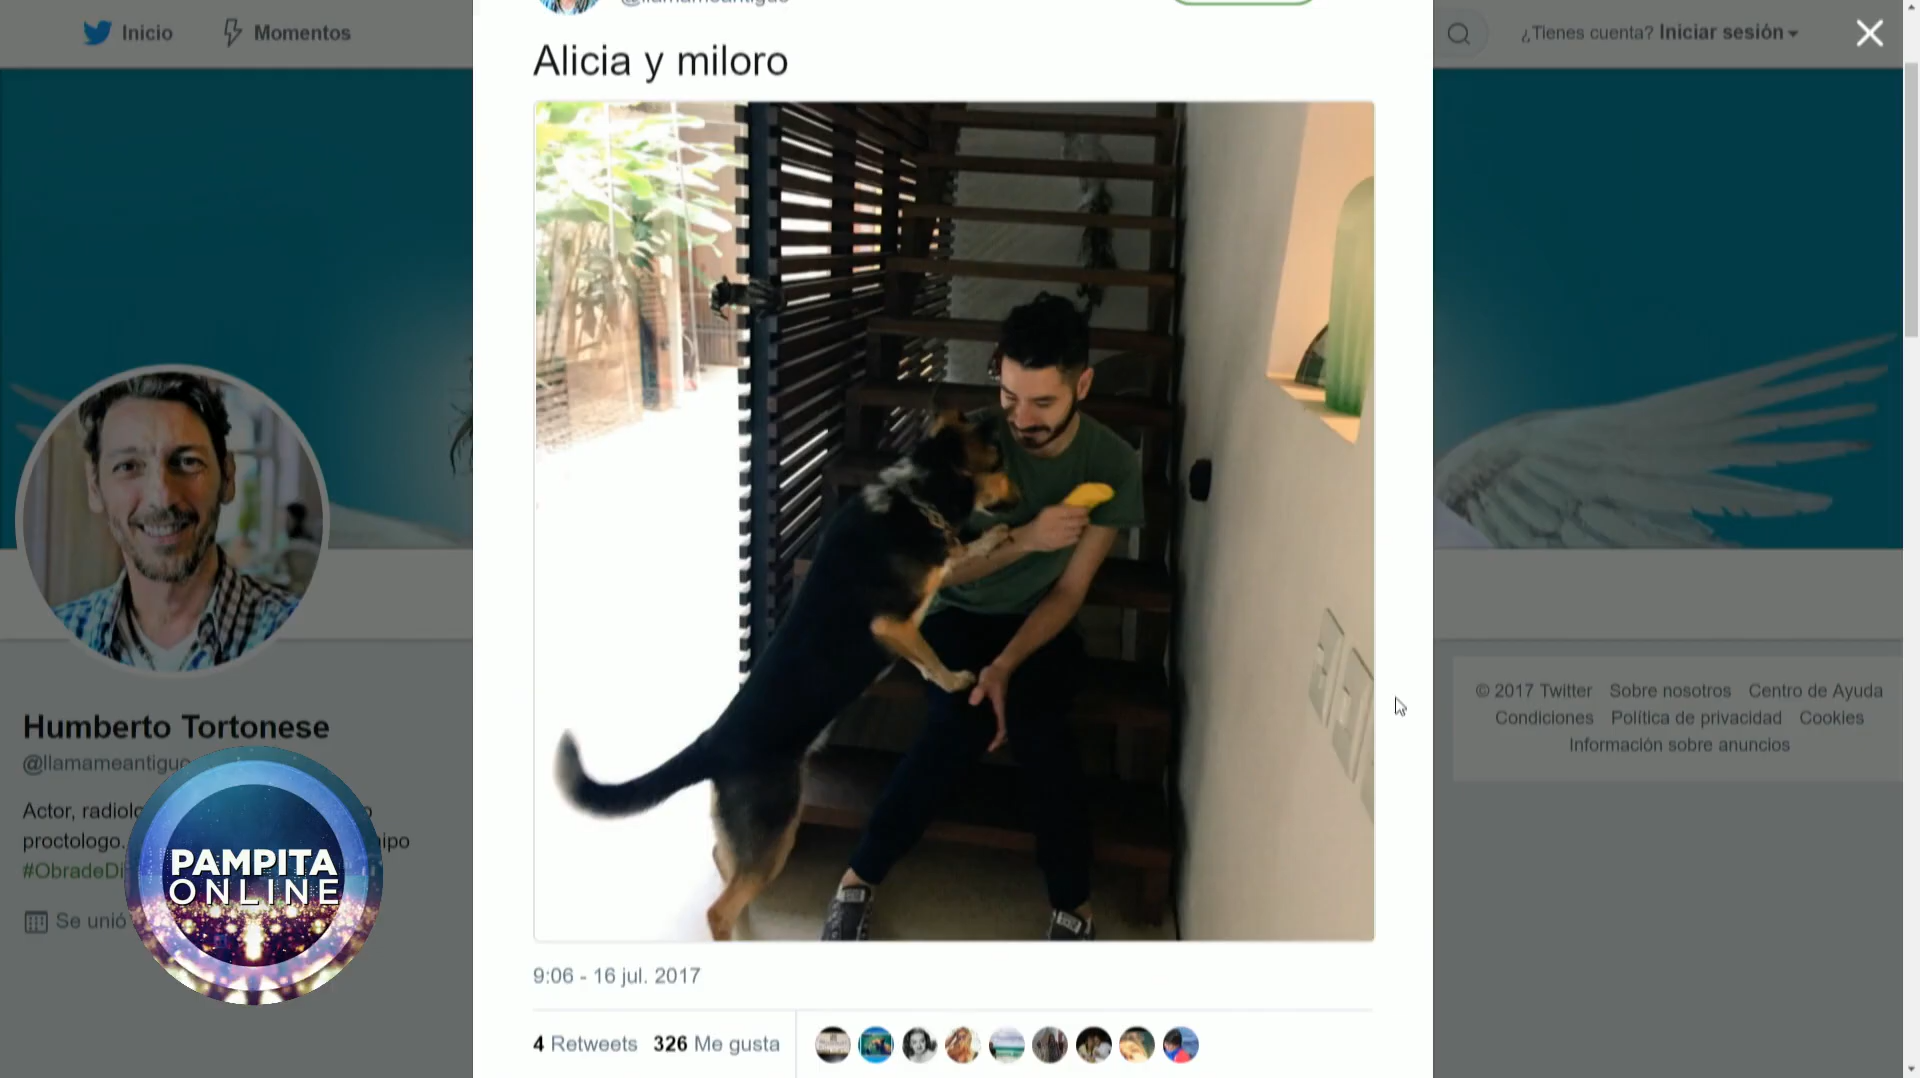 Inicio
Momentos
¿Tienes cuenta? Iniciar sesión
Alicia y miloro
Humberto Tortonese
@llamameantiguo
Actor,
proctologo.
#ObradeDi
Se unió
PAMPITA
ONLINE
9:06 - 16 jul. 2017
4 Retweets 326 Me gusta
© 2017 Twitter Sobre nosotros Centro de Ayuda
Condiciones Política de privacidad Cookies
Información sobre anuncios